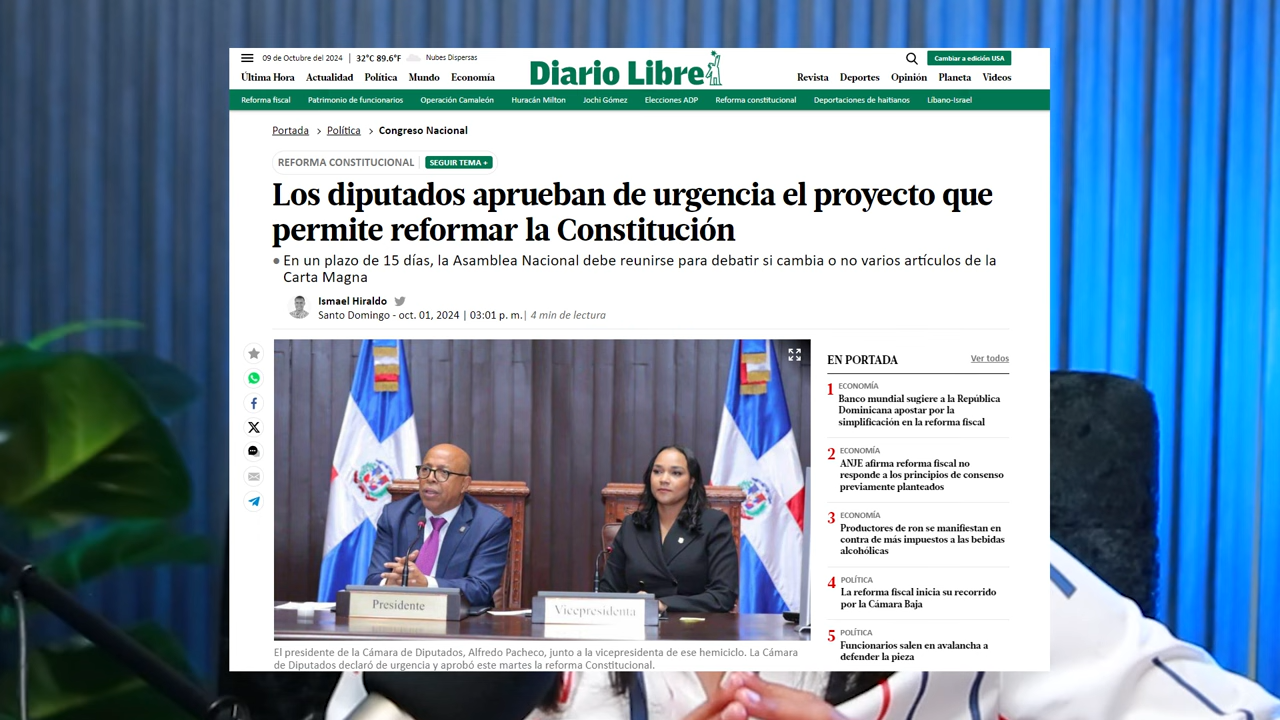 09 de Octubre del 2024 | 32°C 89.6°F Nubes Dispersas
Diario Libre
Cambiar a edición USA
Última Hora Actualidad Política Mundo Economía
Revista Deportes Opinión Planeta Videos
Reforma fiscal Patrimonio de funcionarios Operación Camaleón Huracán Milton Jochi Gómez Elecciones ADP Reforma constitucional Deportaciones de haitianos Líbano-Israel
Portada > Política > Congreso Nacional
REFORMA CONSTITUCIONAL SEGUIR TEMA +
Los diputados aprueban de urgencia el proyecto que
permite reformar la Constitución
En un plazo de 15 días, la Asamblea Nacional debe reunirse para debatir si cambia o no varios artículos de la
Carta Magna
Ismael Hiraldo
Santo Domingo - oct. 01, 2024 | 03:01 p. m.| 4 min de lectura
Presidente
Vicepresidenta
El presidente de la Cámara de Diputados, Alfredo Pacheco, junto a la vicepresidenta de ese hemiciclo. La Cámara
de Diputados declaró de urgencia y aprobó este martes la reforma Constitucional.
EN PORTADA Ver todos
1 ECONOMÍA
Banco mundial sugiere a la República
Dominicana apostar por la
simplificación en la reforma fiscal
2 ECONOMÍA
ANJE afirma reforma fiscal no
responde a los principios de consenso
previamente planteados
3 ECONOMÍA
Productores de ron se manifiestan en
contra de más impuestos a las bebidas
alcohólicas
4 POLÍTICA
La reforma fiscal inicia su recorrido
por la Cámara Baja
5 POLÍTICA
Funcionarios salen en avalancha a
defender la pieza